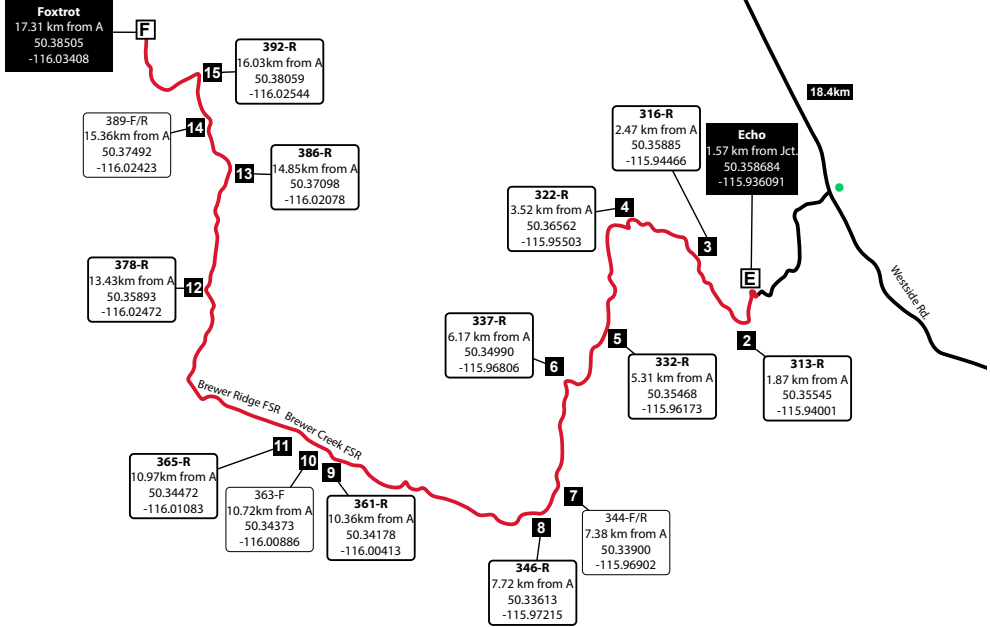 Foxtrot
17.31 km from A
50.38505
-116.03408
F
392-R
16.03km from A
50.38059
-116.02544
15
389-F/R
15.36km from A
50.37492
-116.02423
14
386-R
14.85km from A
50.37098
-116.02078
13
378-R
13.43km from A
50.35893
-116.02472
12
18.4km
316-R
2.47 km from A
50.35885
-115.94466
3
Echo
1.57 km from Jct.
50.358684
-115.936091
E
322-R
3.52 km from A
50.36562
-115.95503
4
Westside Rd.
337-R
6.17 km from A
50.34990
-115.96806
6
5
332-R
5.31 km from A
50.35468
-115.96173
2
313-R
1.87 km from A
50.35545
-115.94001
Brewer Ridge FSR
Brewer Creek FSR
11
365-R
10.97km from A
50.34472
-116.01083
10
363-F
10.72km from A
50.34373
-116.00886
9
361-R
10.36km from A
50.34178
-116.00413
7
344-F/R
7.38 km from A
50.33900
-115.96902
8
346-R
7.72 km from A
50.33613
-115.97215